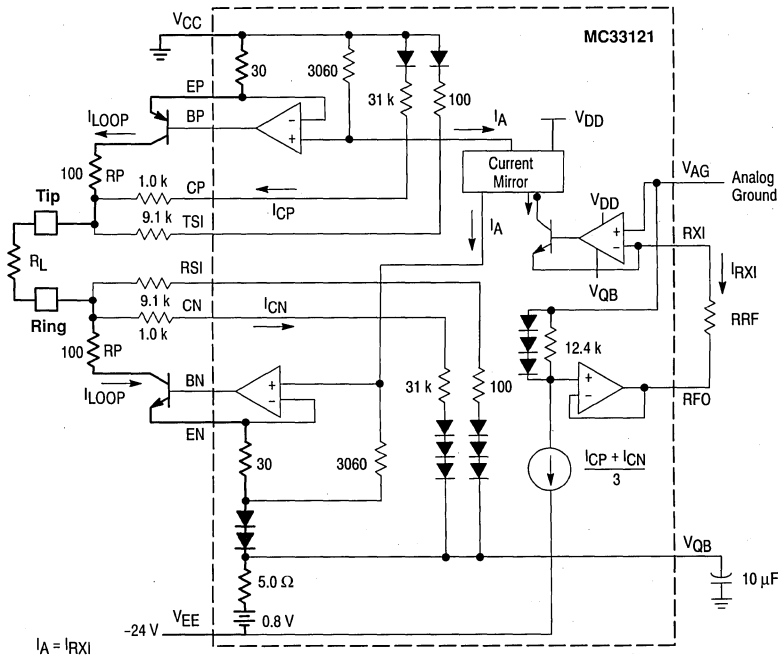 VCC
MC33121
30
3060
EP
31 k
100
ILOOP
BP
−
+
IA
VDD
100
RP
Current
Mirror
VAG
Analog
Ground
Tip
1.0 k
CP
ICP
VDD
9.1 k
TSI
IA
+
−
RXI
RL
RSI
VQB
IRXI
9.1 k
CN
ICN
1.0 k
Ring
RRF
100
RP
12.4 k
ILOOP
BN
+
−
31 k
100
+
−
RFO
EN
30
3060
ICP + ICN
3
VQB
5.0 Ω
10 µF
–24 V
VEE
0.8 V
IA = IRXI